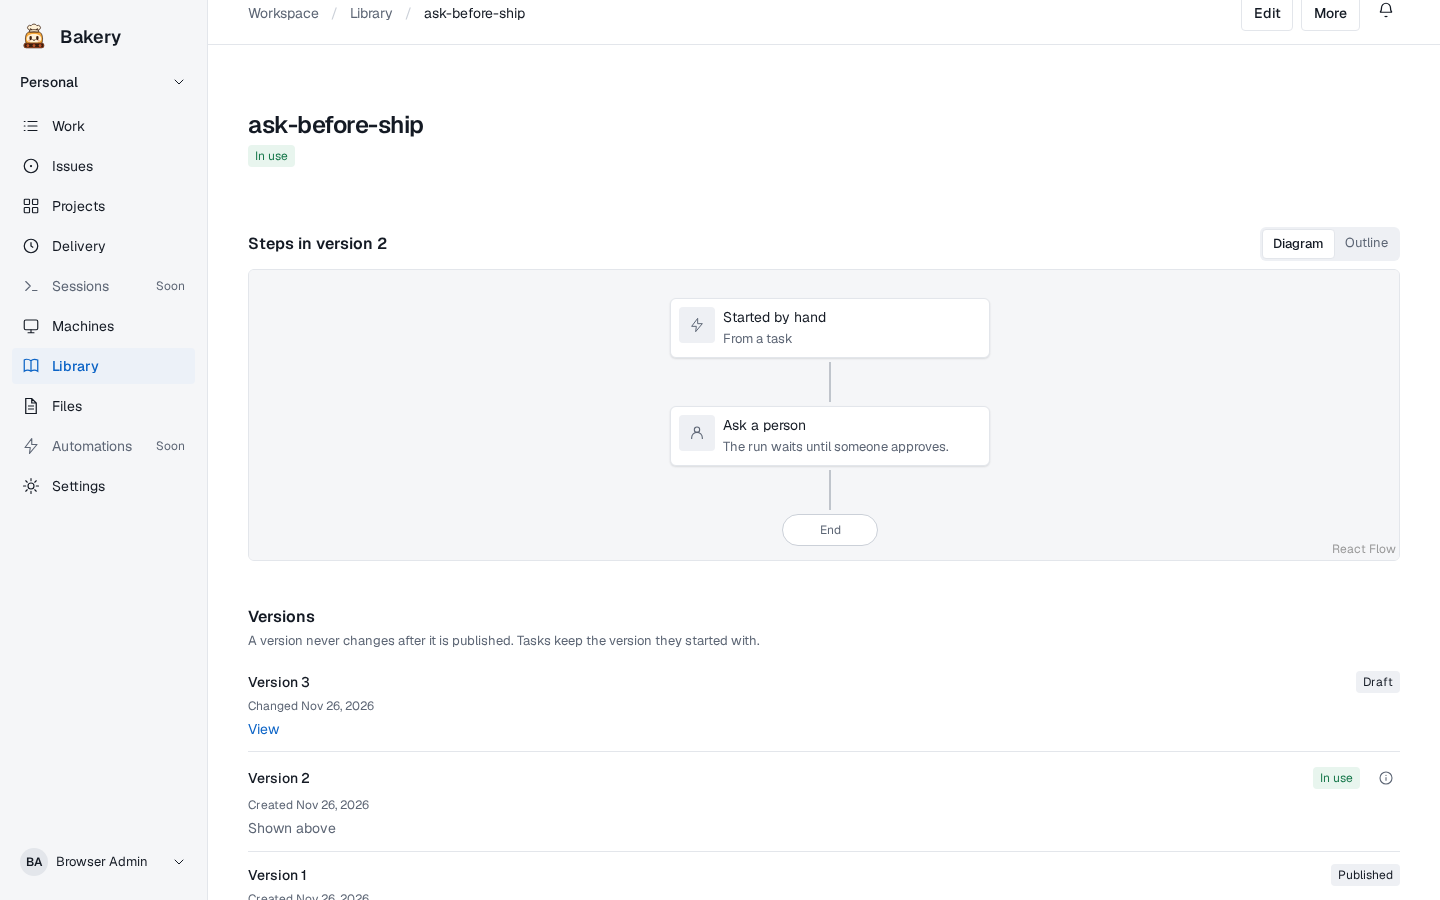 Bakery
Personal
Work
Issues
Projects
Delivery
Sessions Soon
Machines
Library
Files
Automations Soon
Settings
BA Browser Admin
Workspace / Library / ask-before-ship
Edit More
ask-before-ship
In use
Steps in version 2
Diagram Outline
Started by hand
From a task
Ask a person
The run waits until someone approves.
End
React Flow
Versions
A version never changes after it is published. Tasks keep the version they started with.
Version 3 Draft
Changed Nov 26, 2026
View
Version 2 In use
Created Nov 26, 2026
Shown above
Version 1 Published
Created Nov 26, 2026